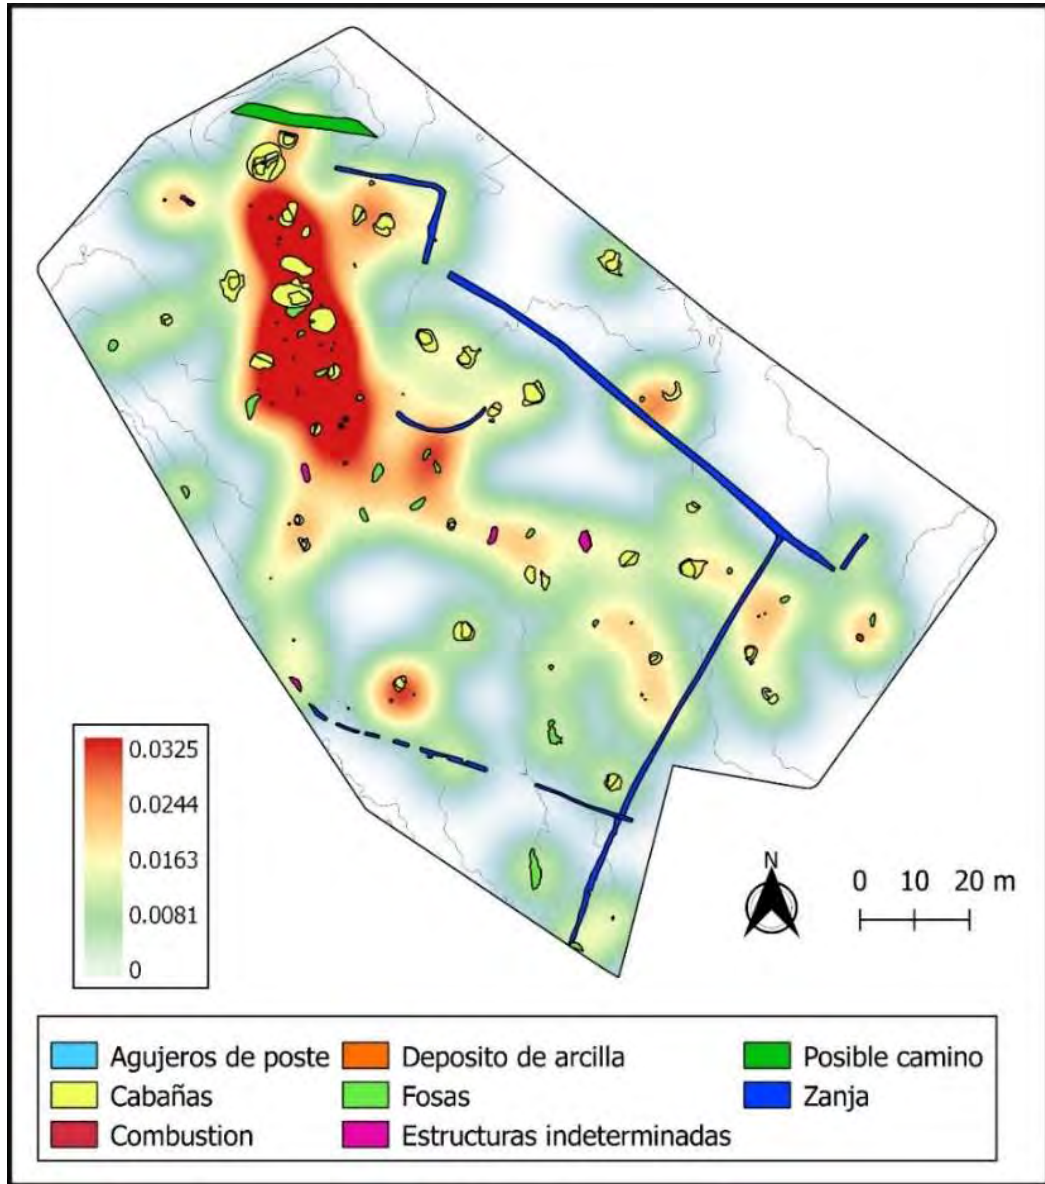 0.0325
0.0244
0.0163
0.0081
0
N
0 10 20 m
Agujeros de poste
Deposito de arcilla
Posible camino
Cabañas
Fosas
Zanja
Combustion
Estructuras indeterminadas